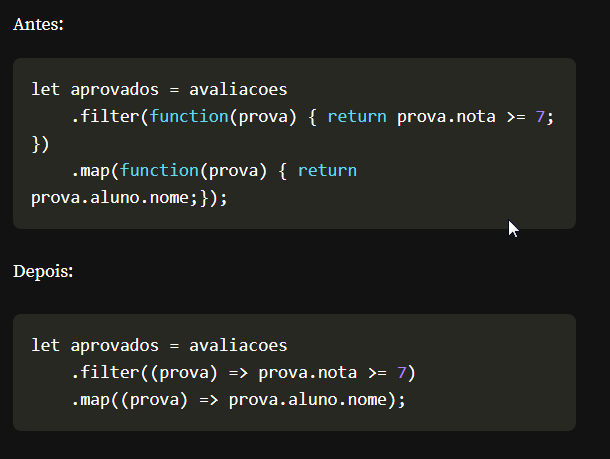 Antes:
let aprovados = avaliacoes
    .filter(function(prova) { return prova.nota >= 7;
})
    .map(function(prova) { return
prova.aluno.nome;});
Depois:
let aprovados = avaliacoes
    .filter((prova) => prova.nota >= 7)
    .map((prova) => prova.aluno.nome);